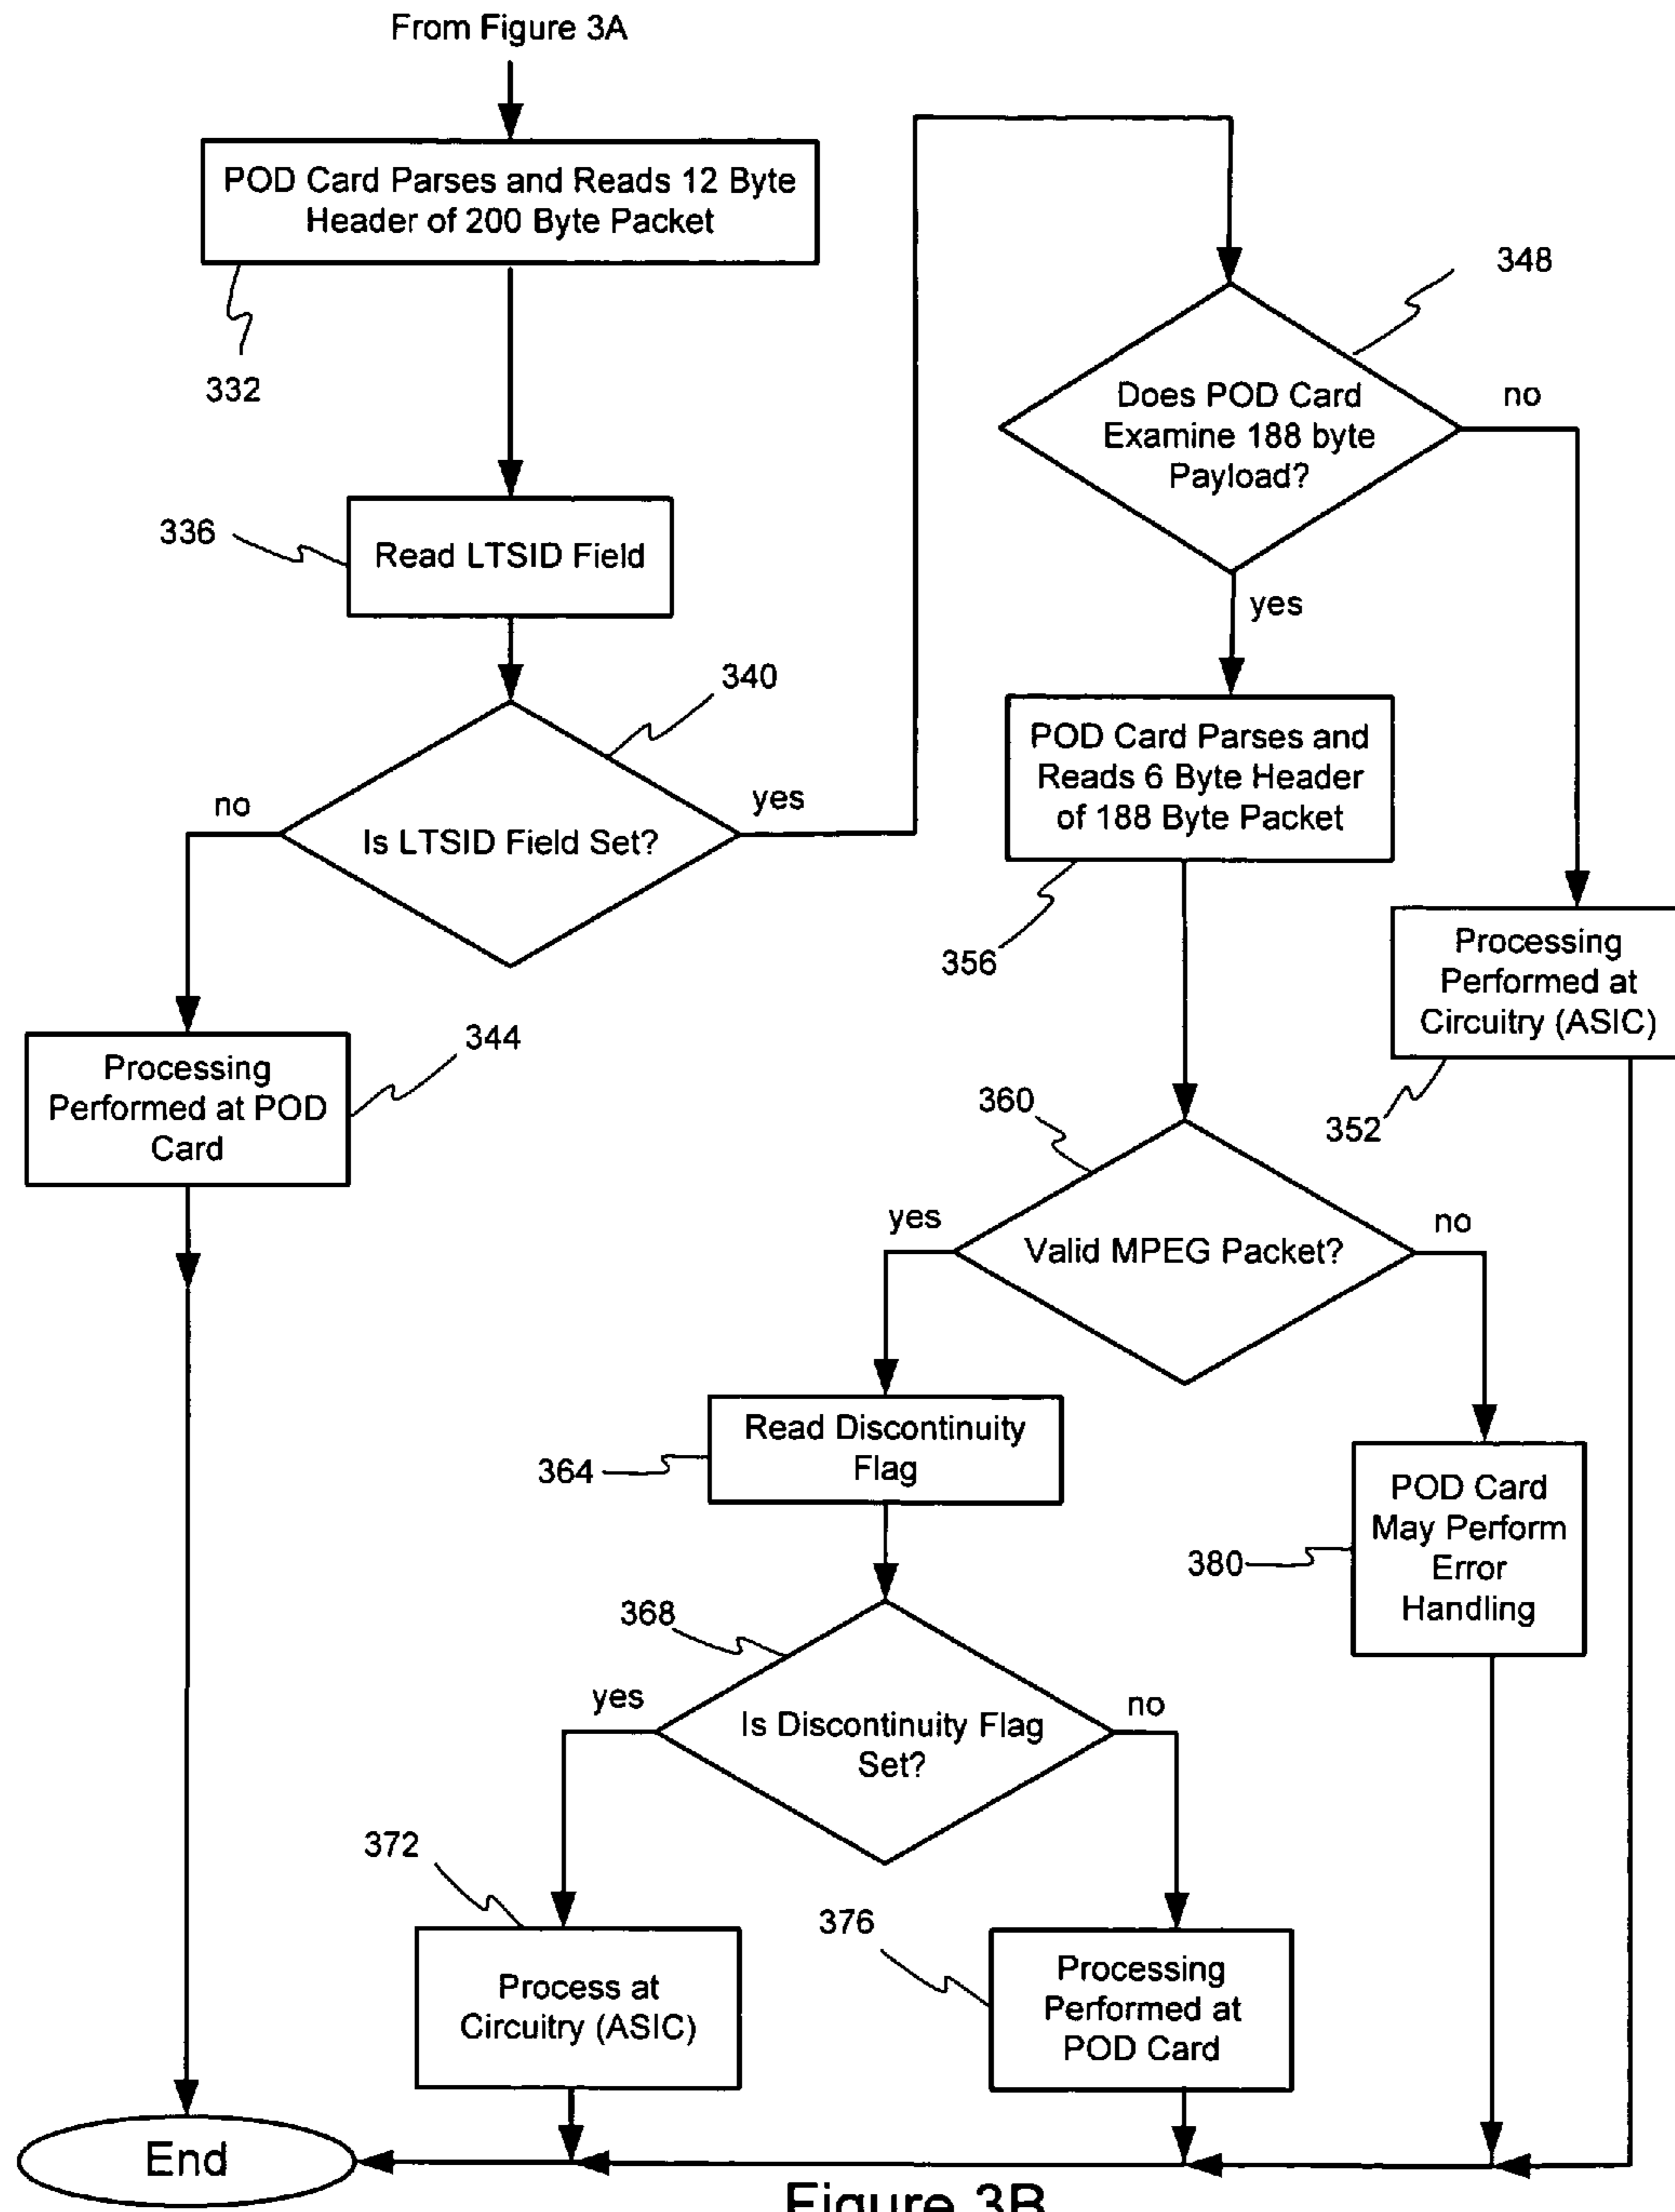 From Figure 3A
POD Card Parses and Reads 12 Byte
Header of 200 Byte Packet
332
336
Read LTSID Field
340
no
yes
Is LTSID Field Set?
344
Processing
Performed at POD
Card
348
Does POD Card
Examine 188 byte
Payload?
no
yes
POD Card Parses and
Reads 6 Byte Header
of 188 Byte Packet
356
Processing
Performed at
Circuitry (ASIC)
352
360
yes
no
Valid MPEG Packet?
Read Discontinuity
Flag
364
POD Card
May Perform
Error
Handling
380
368
yes
no
Is Discontinuity Flag
Set?
372
Process at
Circuitry (ASIC)
376
Processing
Performed at
POD Card
End
Figure 3B